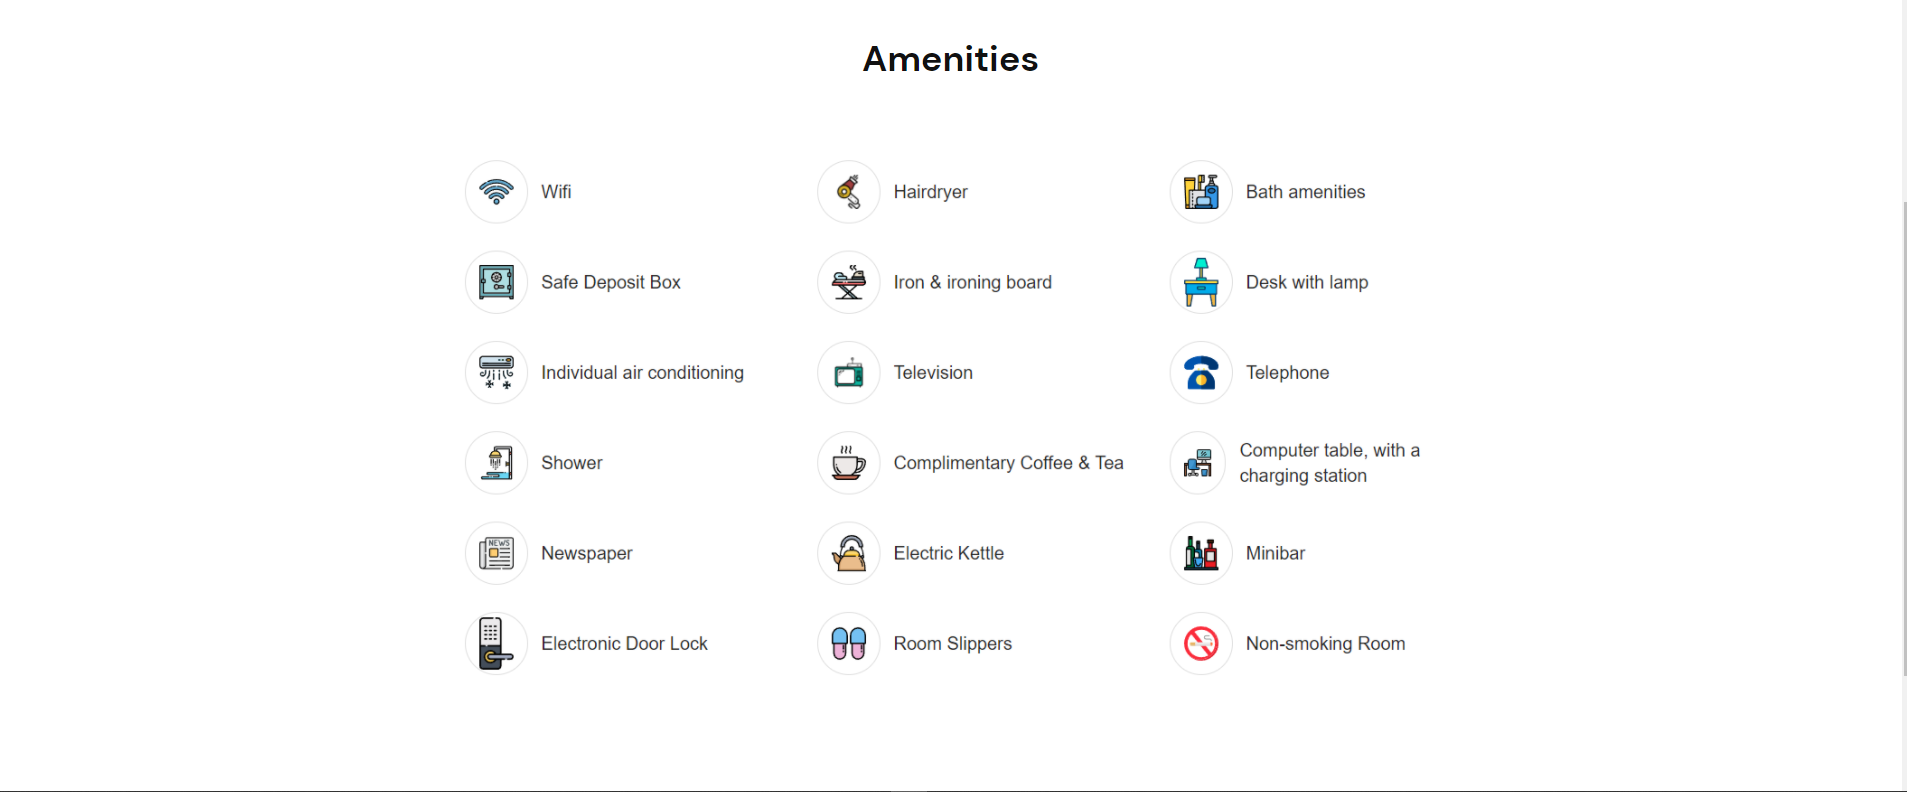 Amenities
Wifi
Hairdryer
Bath amenities
Safe Deposit Box
Iron & ironing board
Desk with lamp
Individual air conditioning
Television
Telephone
Shower
Complimentary Coffee & Tea
Computer table, with a
charging station
NEWS
Newspaper
Electric Kettle
Minibar
Electronic Door Lock
Room Slippers
Non-smoking Room